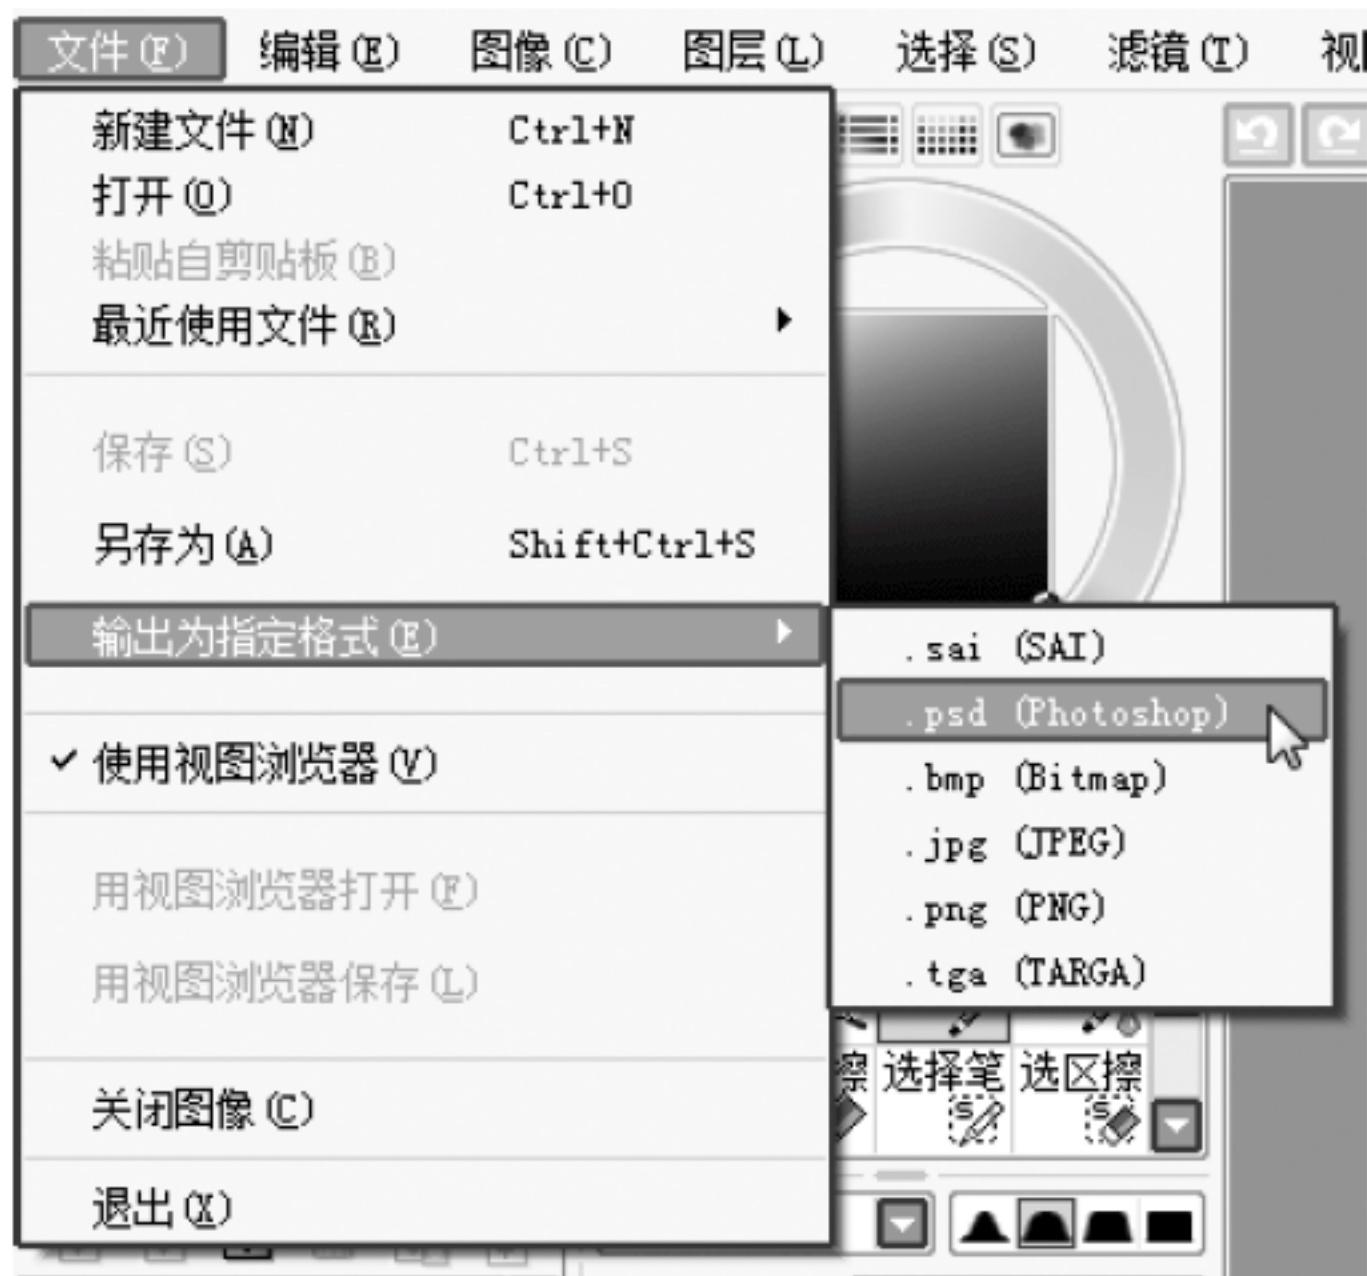 文件(F) 编辑(E) 图像(C) 图层(L) 选择(S) 滤镜(T)
新建文件(N) Ctrl+N
打开(O) Ctrl+O
粘贴自剪贴板(B)
最近使用文件(R)
保存(S) Ctrl+S
另存为(A) Shift+Ctrl+S
输出为指定格式(E)
.sai (SAI)
.psd (Photoshop)
.bmp (Bitmap)
.jpg (JPEG)
.png (PNG)
.tga (TARGA)
使用视图浏览器(V)
用视图浏览器打开(F)
用视图浏览器保存(L)
关闭图像(C)
退出(X)
擦 选择笔 选区擦